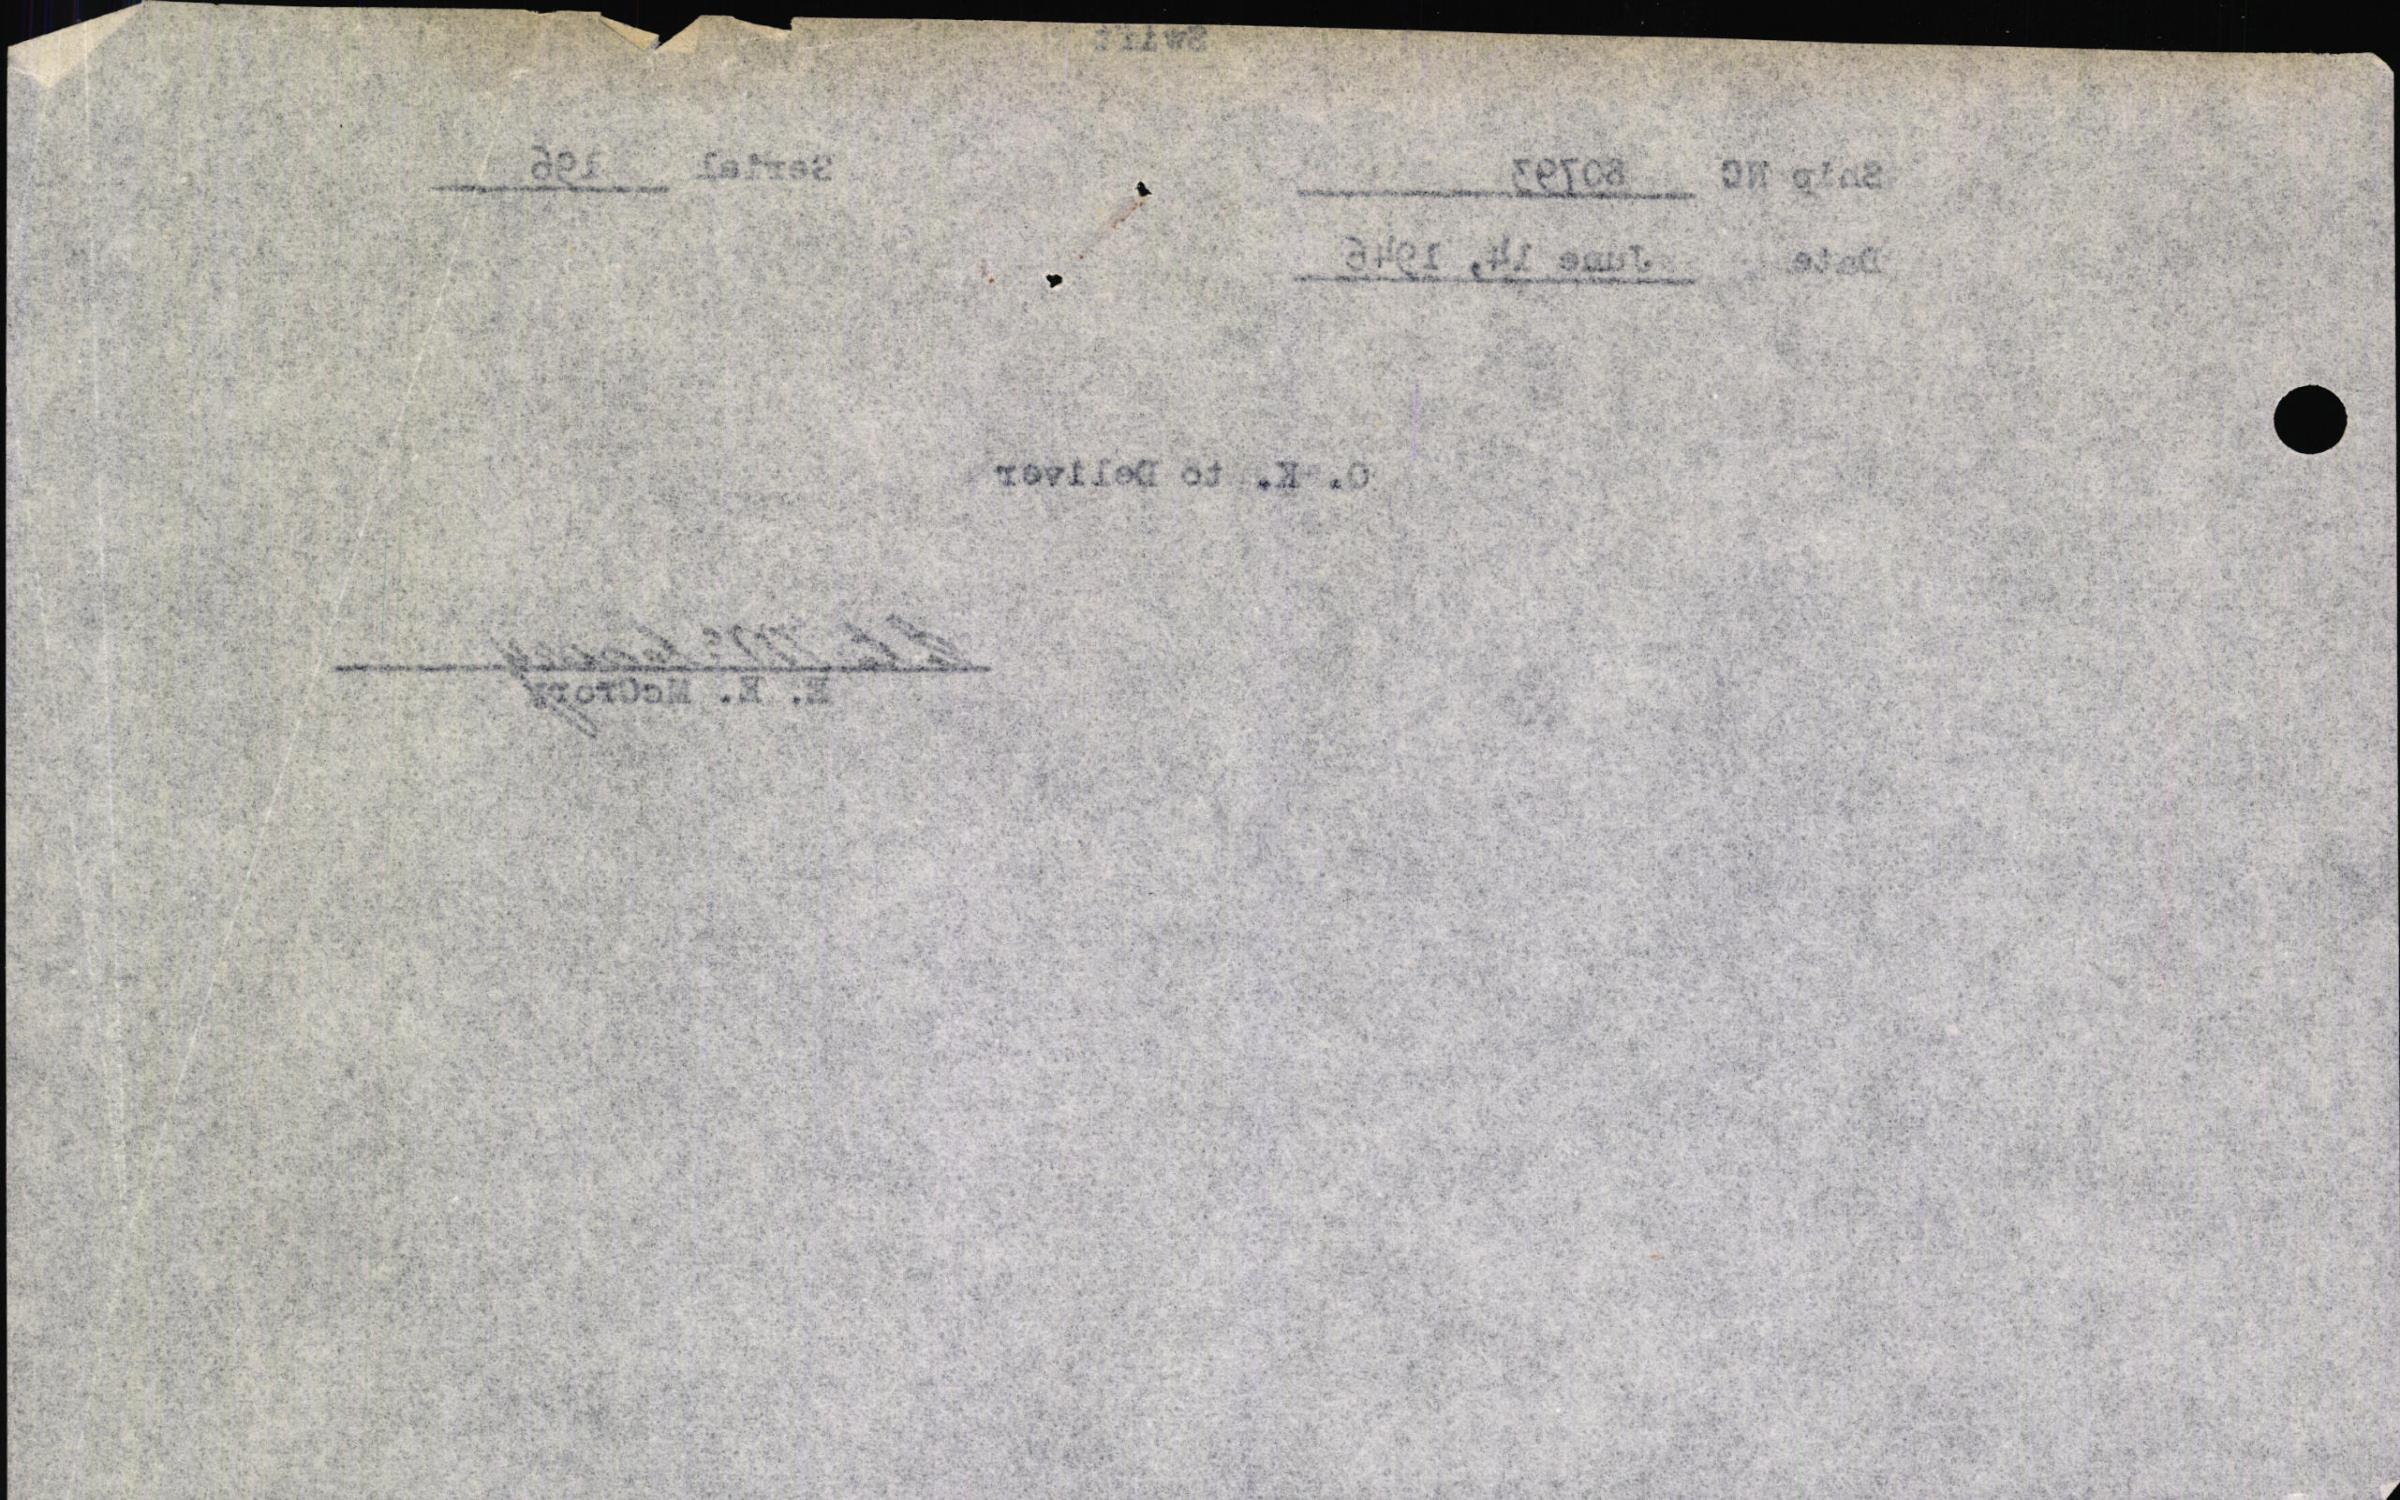 Swift
Ship NC 80793 Serial 196
Date June 14, 1946
O. K. to Deliver
E. E. McCrory